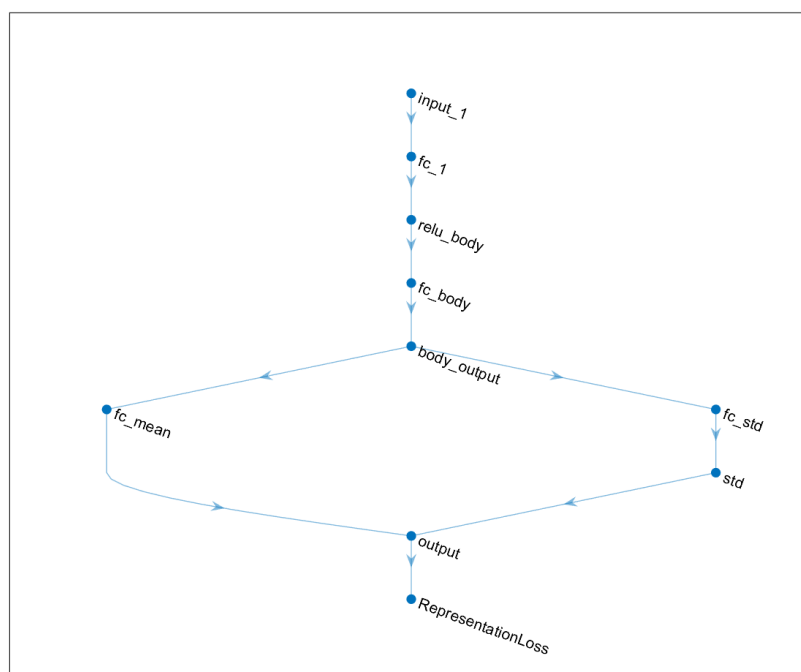 input_1
fc_1
relu_body
fc_body
body_output
fc_mean
fc_std
std
output
RepresentationLoss